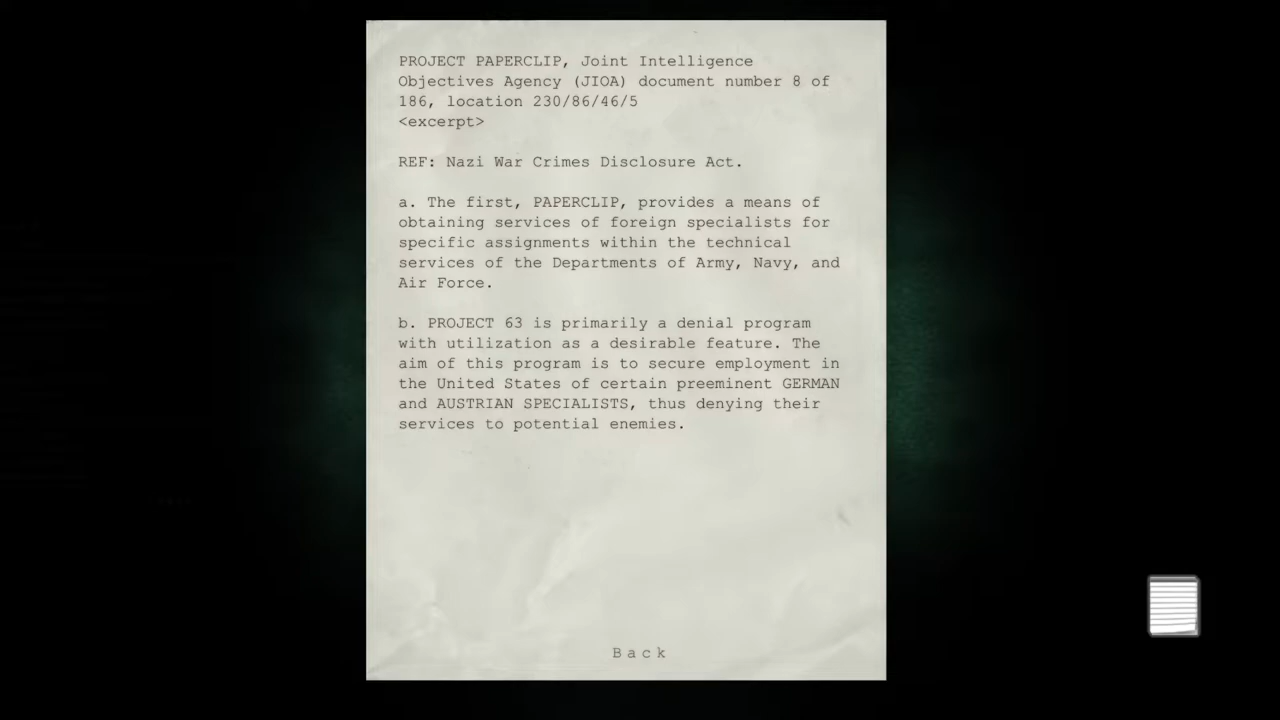 PROJECT PAPERCLIP, Joint Intelligence
Objectives Agency (JIOA) document number 8 of
186, location 230/86/46/5
<excerpt>
REF: Nazi War Crimes Disclosure Act.
a. The first, PAPERCLIP, provides a means of
obtaining services of foreign specialists for
specific assignments within the technical
services of the Departments of Army, Navy, and
Air Force.
b. PROJECT 63 is primarily a denial program
with utilization as a desirable feature. The
aim of this program is to secure employment in
the United States of certain preeminent GERMAN
and AUSTRIAN SPECIALISTS, thus denying their
services to potential enemies.
Back